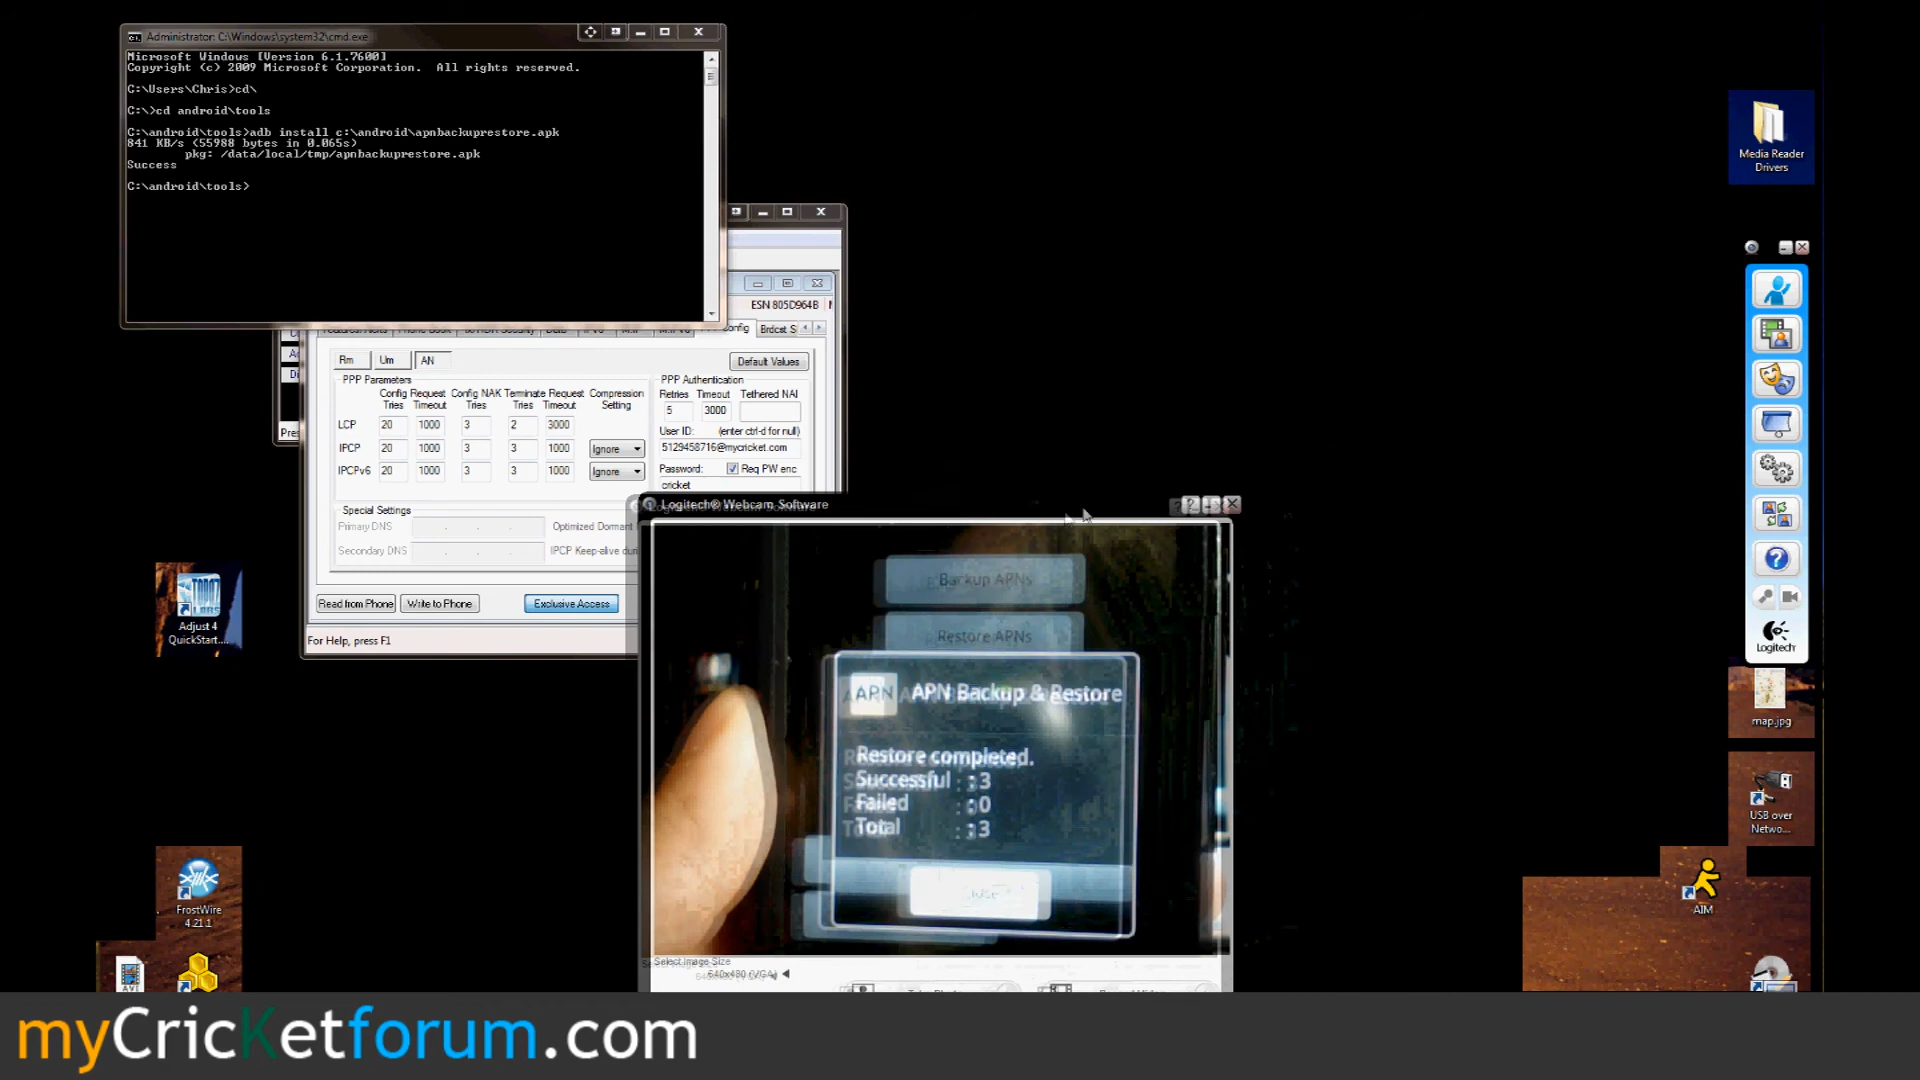 Administrator: C:\Windows\system32\cmd.exe
Microsoft Windows [Version 6.1.7600]
Copyright (c) 2009 Microsoft Corporation.  All rights reserved.
C:\Users\Chris>cd\
C:\>cd android\tools
C:\android\tools>adb install c:\android\apnbackuprestore.apk
841 KB/s (55988 bytes in 0.065s)
pkg: /data/local/tmp/apnbackuprestore.apk
Success
C:\android\tools>
ESN 805D964B
Brdcst S
Rm Um AN
Default Values
PPP Parameters
Config Request Config NAK Terminate Request Compression
Tries Timeout Tries Tries Timeout Setting
LCP 20 1000 3 2 3000
IPCP 20 1000 3 3 1000 Ignore
IPCPv6 20 1000 3 3 1000 Ignore
PPP Authentication
Retries Timeout Tethered NAI
5 3000
User ID: (enter ctrl-d for null)
5129458716@mycricket.com
Password: Req PW enc
cricket
Special Settings
Primary DNS
Optimized Dormant
Secondary DNS
IPCP Keep-alive
Read from Phone Write to Phone Exclusive Access
For Help, press F1
Logitech® Webcam Software
Backup APNs
Restore APNs
APN APN Backup & Restore
Restore completed.
Successful : 3
Failed : 0
Total : 3
Select Image Size
640x480 (VGA)
Media Reader
Drivers
Logitech
map.jpg
USB over
Netwo...
AIM
TOPAZ
LABS
Adjust 4
QuickStart....
FrostWire
4.21.1
AVI
myCricKetforum.com